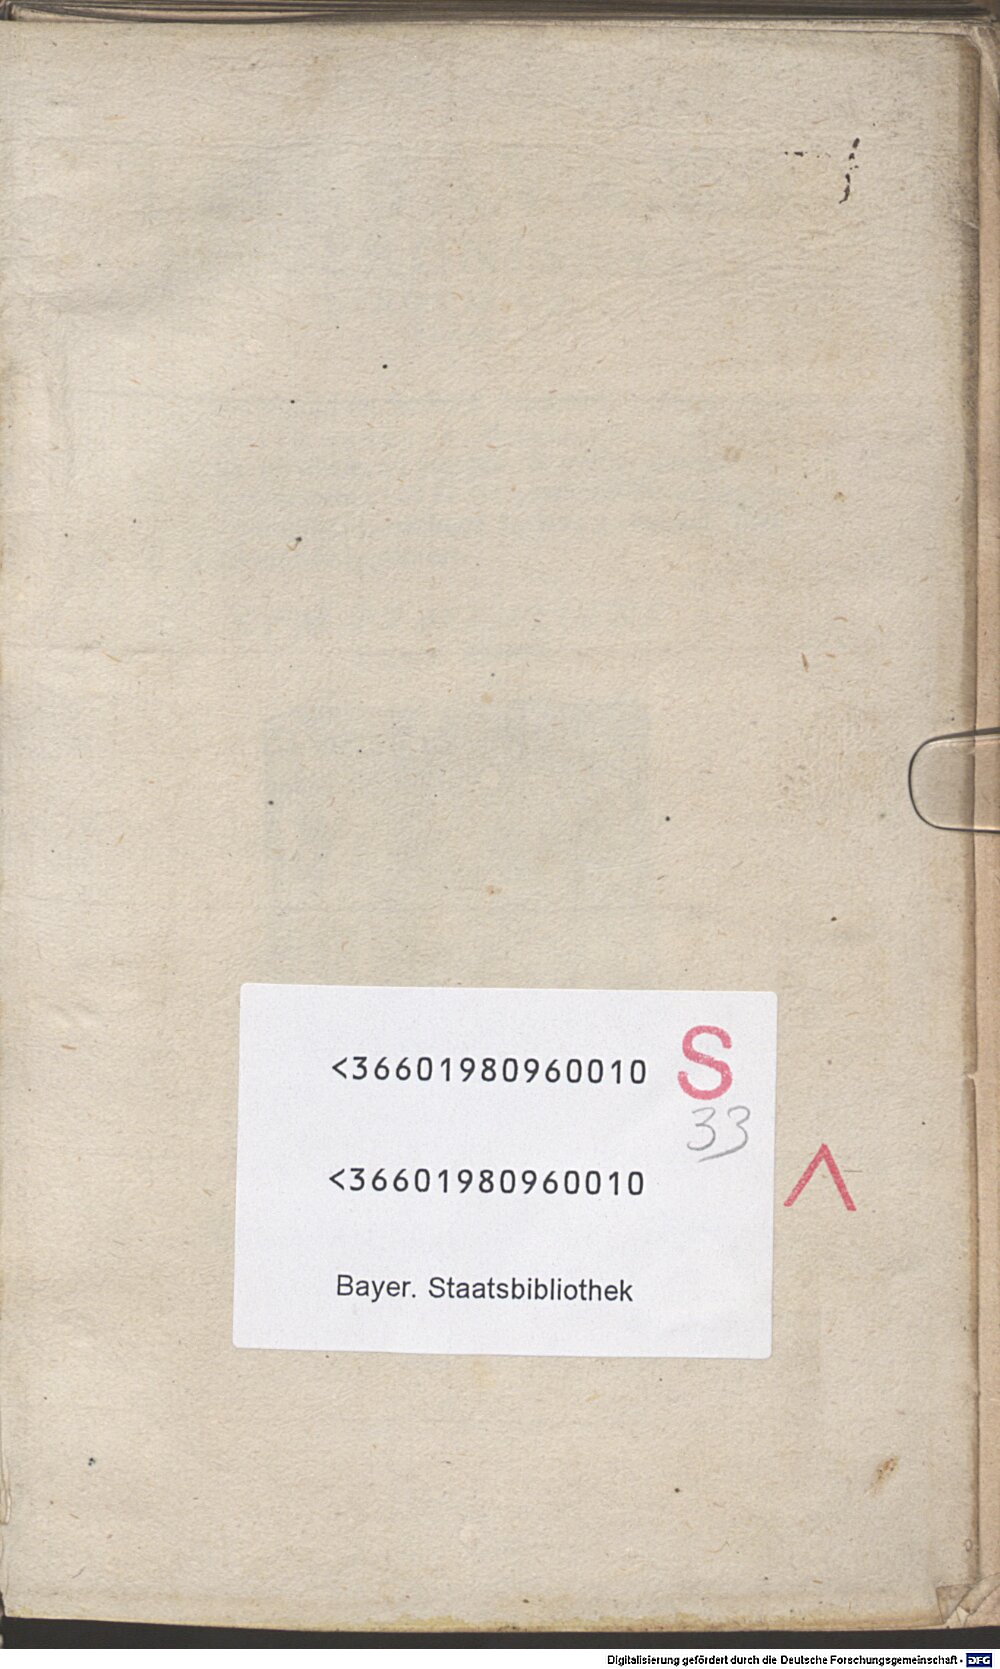 <36601980960010 S
33
<36601980960010
Bayer. Staatsbibliothek
Digitalisierung gefördert durch die Deutsche Forschungsgemeinschaft - DFG